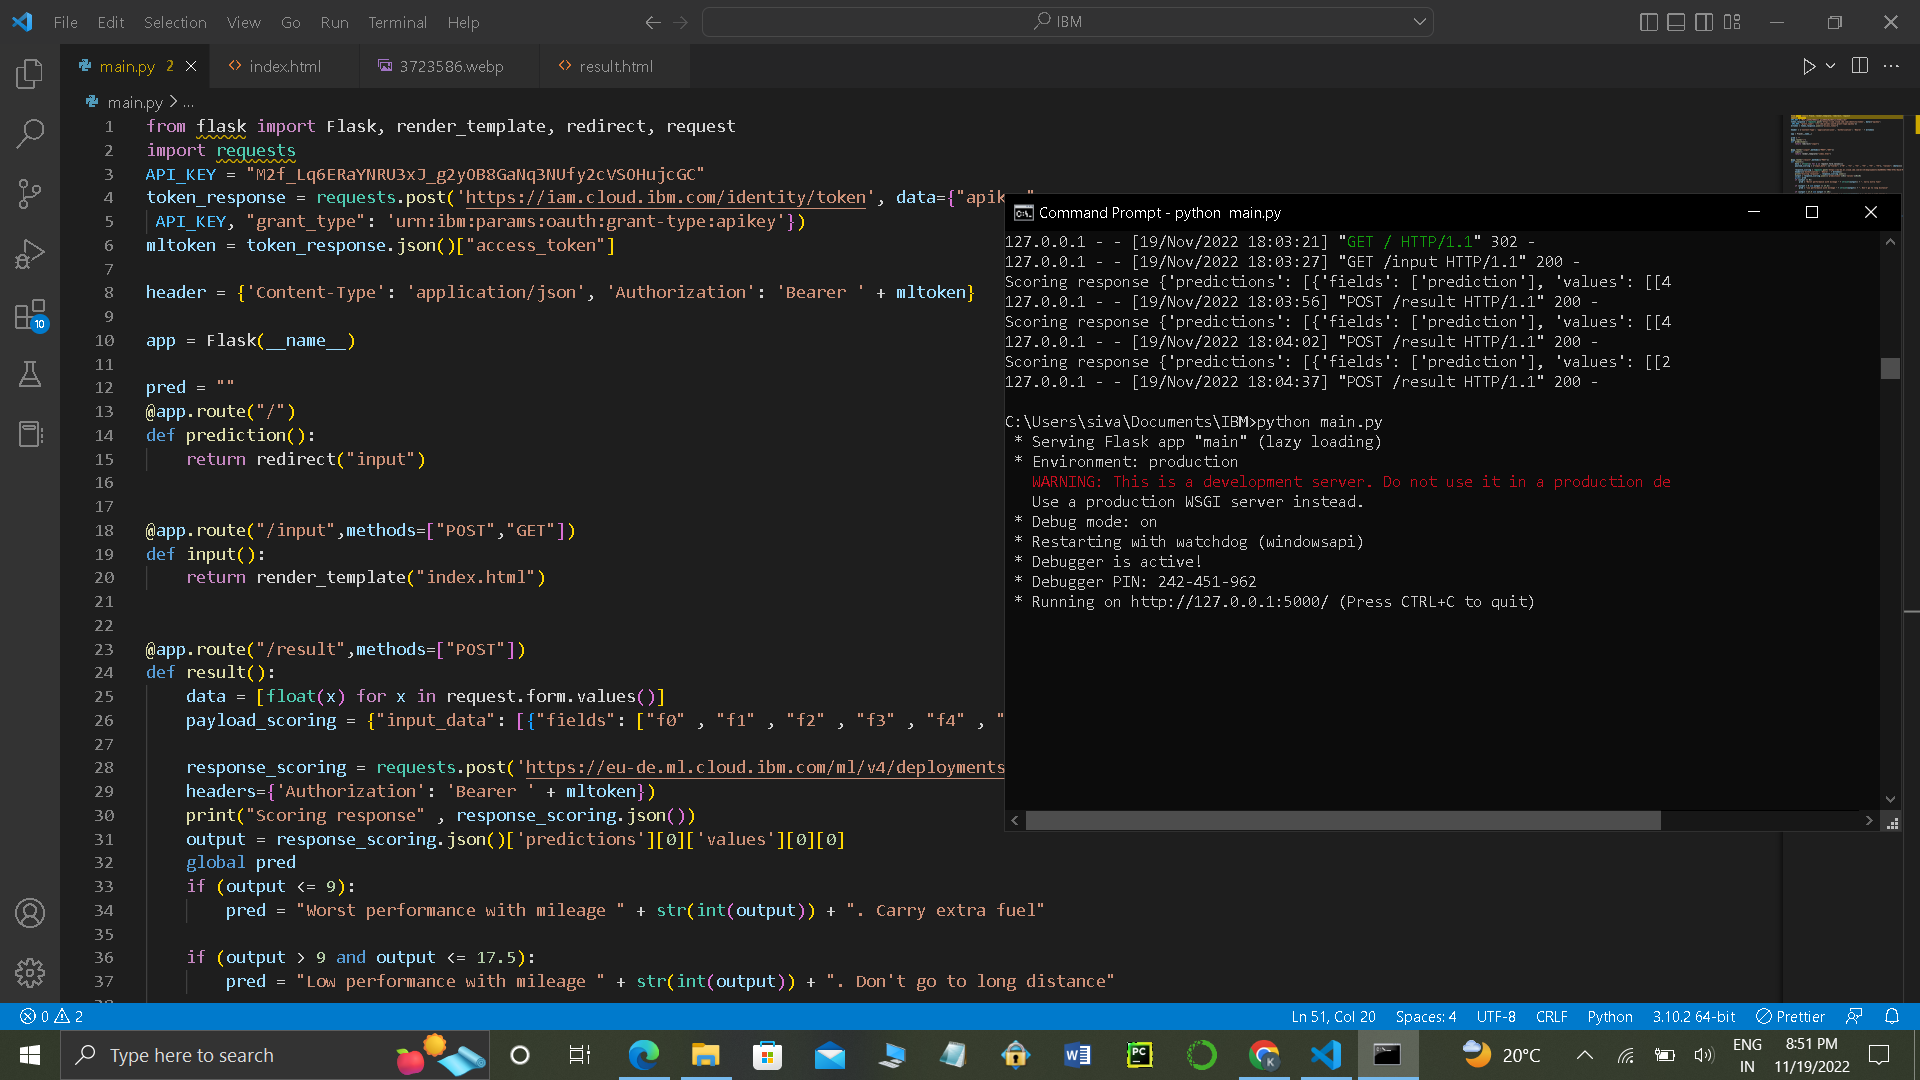 File Edit Selection View Go Run Terminal Help
IBM
main.py 2
index.html
3723586.webp
result.html
main.py > ...
1 from flask import Flask, render_template, redirect, request
2 import requests
3 API_KEY = "M2f_Lq6ERaYNRU3xJ_g2yOB8GaNq3NUfy2cVSOHujcGC"
4 token_response = requests.post('https://iam.cloud.ibm.com/identity/token', data={"apikey"
5 API_KEY, "grant_type": 'urn:ibm:params:oauth:grant-type:apikey'})
6 mltoken = token_response.json()["access_token"]
7
8 header = {'Content-Type': 'application/json', 'Authorization': 'Bearer ' + mltoken}
9
10 app = Flask(__name__)
11
12 pred = ""
13 @app.route("/")
14 def prediction():
15 return redirect("input")
16
17
18 @app.route("/input",methods=["POST","GET"])
19 def input():
20 return render_template("index.html")
21
22
23 @app.route("/result",methods=["POST"])
24 def result():
25 data = [float(x) for x in request.form.values()]
26 payload_scoring = {"input_data": [{"fields": ["f0" , "f1" , "f2" , "f3" , "f4" , "
27
28 response_scoring = requests.post('https://eu-de.ml.cloud.ibm.com/ml/v4/deployments
29 headers={'Authorization': 'Bearer ' + mltoken})
30 print("Scoring response" , response_scoring.json())
31 output = response_scoring.json()['predictions'][0]['values'][0][0]
32 global pred
33 if (output <= 9):
34 pred = "Worst performance with mileage " + str(int(output)) + ". Carry extra fuel"
35
36 if (output > 9 and output <= 17.5):
37 pred = "Low performance with mileage " + str(int(output)) + ". Don't go to long distance"
Command Prompt - python main.py
127.0.0.1 - - [19/Nov/2022 18:03:21] "GET / HTTP/1.1" 302 -
127.0.0.1 - - [19/Nov/2022 18:03:27] "GET /input HTTP/1.1" 200 -
Scoring response {'predictions': [{'fields': ['prediction'], 'values': [[4
127.0.0.1 - - [19/Nov/2022 18:03:56] "POST /result HTTP/1.1" 200 -
Scoring response {'predictions': [{'fields': ['prediction'], 'values': [[4
127.0.0.1 - - [19/Nov/2022 18:04:02] "POST /result HTTP/1.1" 200 -
Scoring response {'predictions': [{'fields': ['prediction'], 'values': [[2
127.0.0.1 - - [19/Nov/2022 18:04:37] "POST /result HTTP/1.1" 200 -
C:\Users\siva\Documents\IBM>python main.py
* Serving Flask app "main" (lazy loading)
* Environment: production
WARNING: This is a development server. Do not use it in a production de
Use a production WSGI server instead.
* Debug mode: on
* Restarting with watchdog (windowsapi)
* Debugger is active!
* Debugger PIN: 242-451-962
* Running on http://127.0.0.1:5000/ (Press CTRL+C to quit)
10
0 2
Ln 51, Col 20 Spaces: 4 UTF-8 CRLF Python 3.10.2 64-bit Prettier
Type here to search
20°C
ENG
IN
8:51 PM
11/19/2022